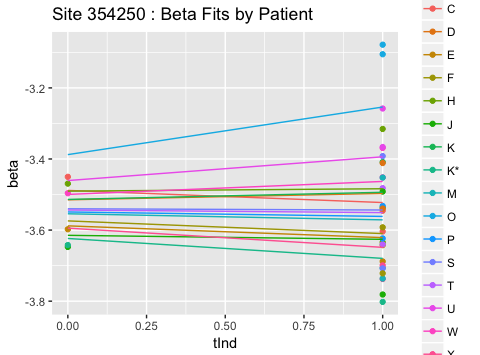 Site 354250 : Beta Fits by Patient
beta
-3.2
-3.4
-3.6
-3.8
0.00 0.25 0.50 0.75 1.00
tInd
C
D
E
F
H
J
K
K*
M
O
P
S
T
U
W